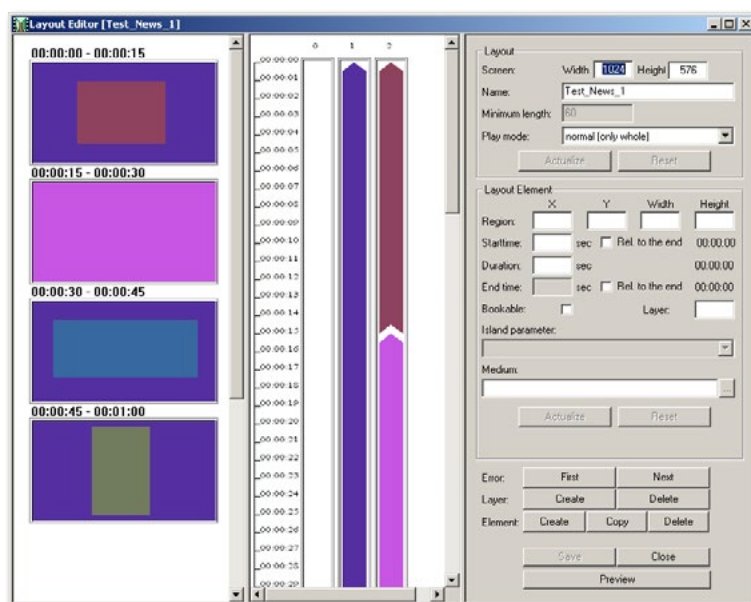 Layout Editor [Test_News_1]
00:00:00 - 00:00:15
00:00:15 - 00:00:30
00:00:30 - 00:00:45
00:00:45 - 00:01:00
0 1 2
00:00:00
00:00:01
00:00:02
00:00:03
00:00:04
00:00:05
00:00:06
00:00:07
00:00:08
00:00:09
00:00:10
00:00:11
00:00:12
00:00:13
00:00:14
00:00:15
00:00:16
00:00:17
00:00:18
00:00:19
00:00:20
00:00:21
00:00:22
00:00:23
00:00:24
00:00:25
00:00:26
00:00:27
00:00:28
00:00:29
Layout
Screen: Width 1024 Height 576
Name: Test_News_1
Minimum length: 60
Play mode: normal (only whole)
Actualize Reset
Layout Element
X Y Width Height
Region:
Starttime: sec Rel. to the end 00:00:00
Duration: sec 00:00:00
End time: sec Rel. to the end 00:00:00
Bookable: Layer:
Island parameter:
Medium:
...
Actualize Reset
Error: First Next
Layer: Create Delete
Element: Create Copy Delete
Save Close
Preview